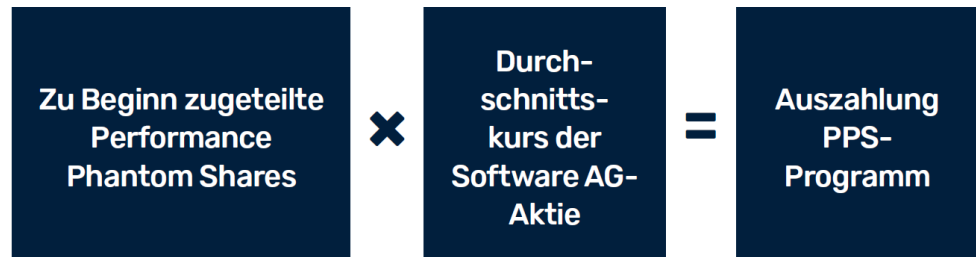 Zu Beginn zugeteilte
Performance
Phantom Shares
×
Durch-
schnitts-
kurs der
Software AG-
Aktie
=
Auszahlung
PPS-
Programm